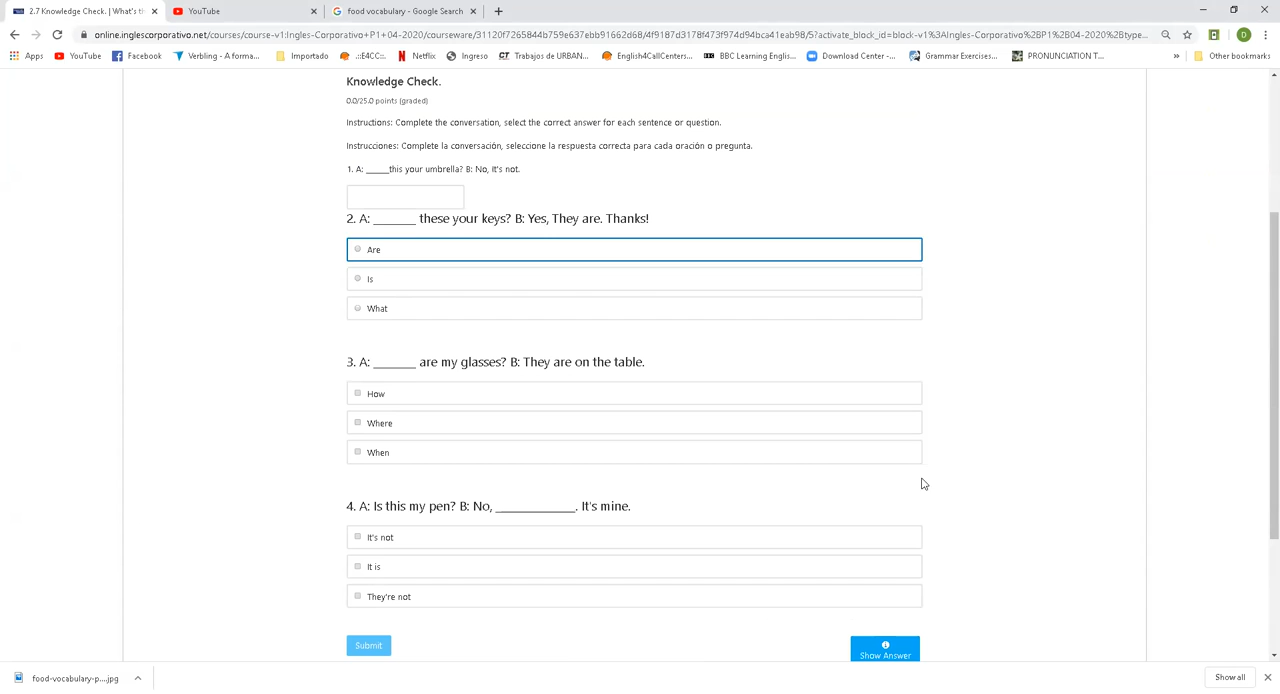 2.7 Knowledge Check. | What's th
YouTube
food vocabulary - Google Search
online.inglescorporativo.net/courses/course-v1:Ingles-Corporativo+P1+04-2020/courseware/31120f7265844b759e637ebb91662d68/4f9187d3178f473f974d94bca41eab98/5?activate_block_id=block-v1%3AIngles-Corporativo%2BP1%2B04-2020%2Btype...
Apps
YouTube
Facebook
Verbling - A forma...
Importado
.:E4CC:.
Netflix
Ingreso
Trabajos de URBAN...
English4CallCenters...
BBC Learning Englis...
Download Center -...
Grammar Exercises...
PRONUNCIATION T...
»
Other bookmarks
Knowledge Check.
0.0/25.0 points (graded)
Instructions: Complete the conversation, select the correct answer for each sentence or question.
Instrucciones: Complete la conversación, seleccione la respuesta correcta para cada oración o pregunta.
1. A: _____this your umbrella? B: No, it's not.
2. A: _______ these your keys? B: Yes, They are. Thanks!
Are
Is
What
3. A: _______ are my glasses? B: They are on the table.
How
Where
When
4. A: Is this my pen? B: No, _____________. It's mine.
It's not
It is
They're not
Submit
Show Answer
food-vocabulary-p....jpg
Show all